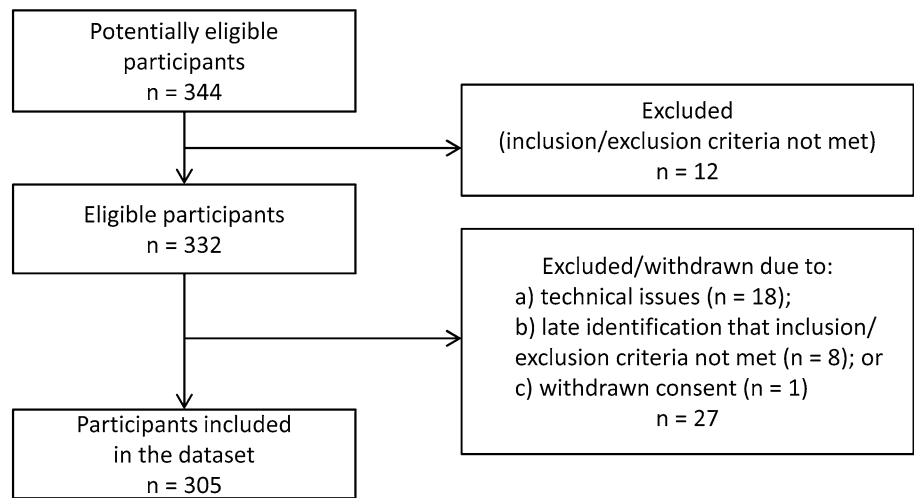 Potentially eligible
participants
n = 344
Excluded
(inclusion/exclusion criteria not met)
n = 12
Eligible participants
n = 332
Excluded/withdrawn due to:
a) technical issues (n = 18);
b) late identification that inclusion/
exclusion criteria not met (n = 8); or
c) withdrawn consent (n = 1)
n = 27
Participants included
in the dataset
n = 305